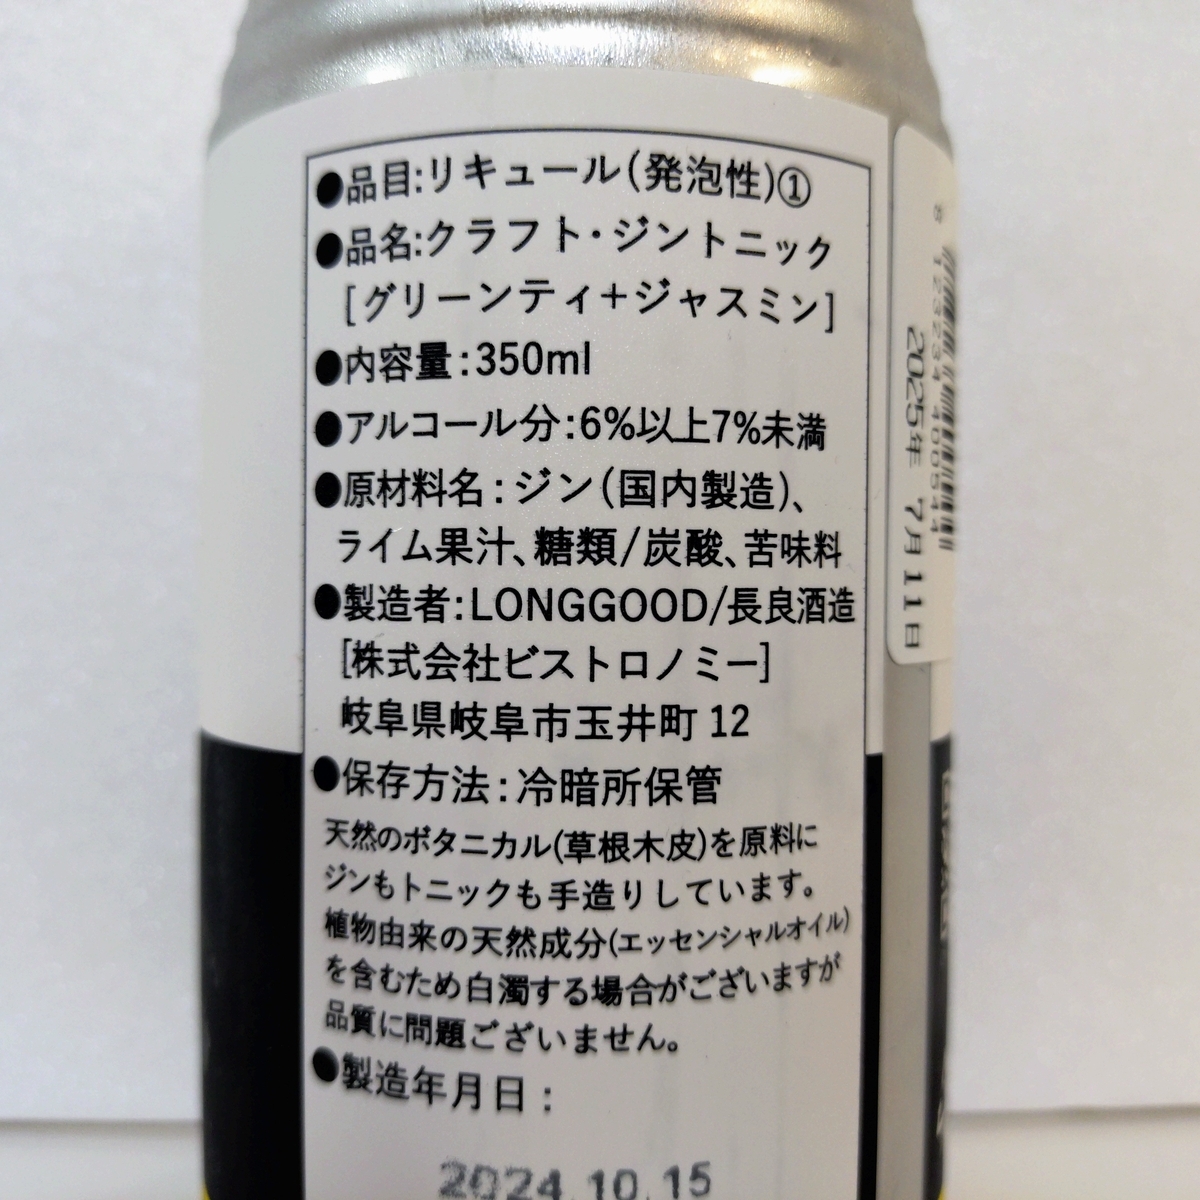 ●品目:リキュール(発泡性)①
●品名:クラフト・ジントニック
[グリーンティ+ジャスミン]
●内容量:350ml
●アルコール分:6%以上7%未満
●原材料名:ジン(国内製造)、
ライム果汁、糖類/炭酸、苦味料
●製造者:LONGGOOD/長良酒造
[株式会社ビストロノミー]
岐阜県岐阜市玉井町 12
●保存方法:冷暗所保管
天然のボタニカル(草根木皮)を原料に
ジンもトニックも手造りしています。
植物由来の天然成分(エッセンシャルオイル)
を含むため白濁する場合がございますが
品質に問題ございません。
●製造年月日:
2024.10.15
8 123234 400544
2025年 7月11日